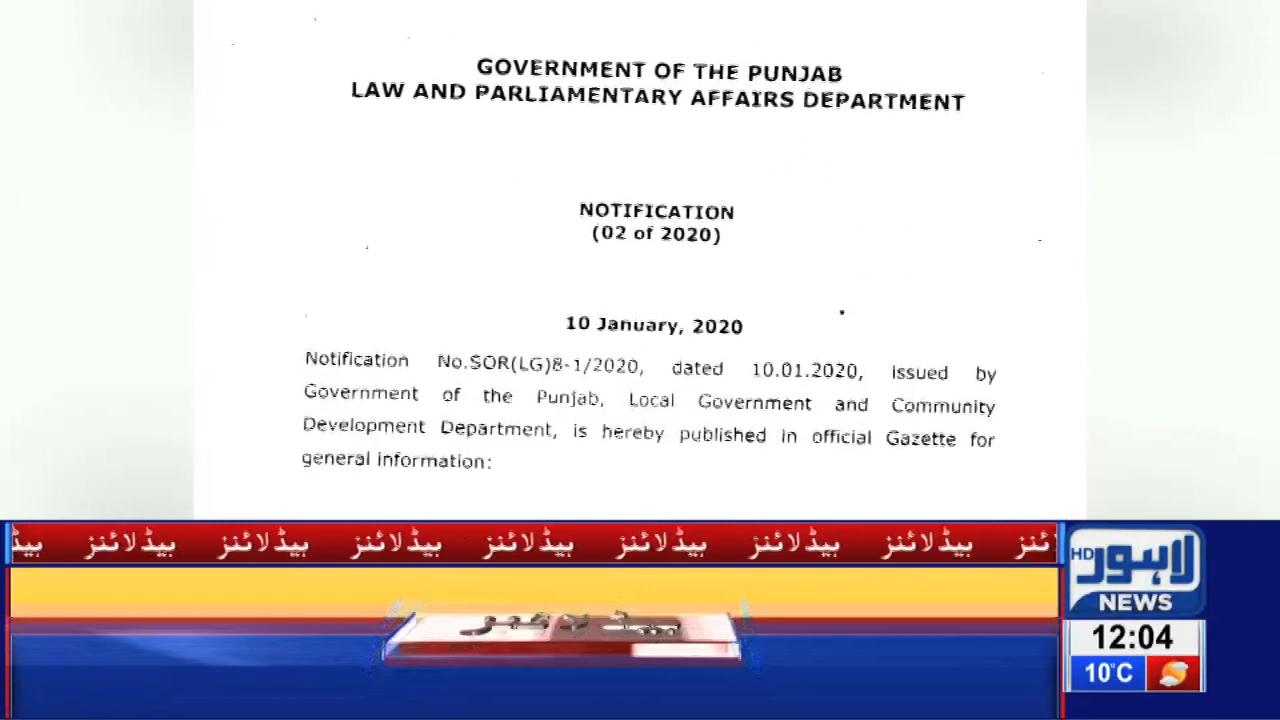 GOVERNMENT OF THE PUNJAB
LAW AND PARLIAMENTARY AFFAIRS DEPARTMENT
NOTIFICATION
(02 of 2020)
10 January, 2020
Notification No.SOR(LG)8-1/2020, dated 10.01.2020, issued by
Government of the Punjab, Local Government and Community
Development Department, is hereby published in official Gazette for
general information:
ہیڈ ہیڈلائنز ہیڈلائنز ہیڈلائنز ہیڈلائنز ہیڈلائنز ہیڈلائنز ہیڈلائنز ئنز
لاہور HD
NEWS
12:04
10°C